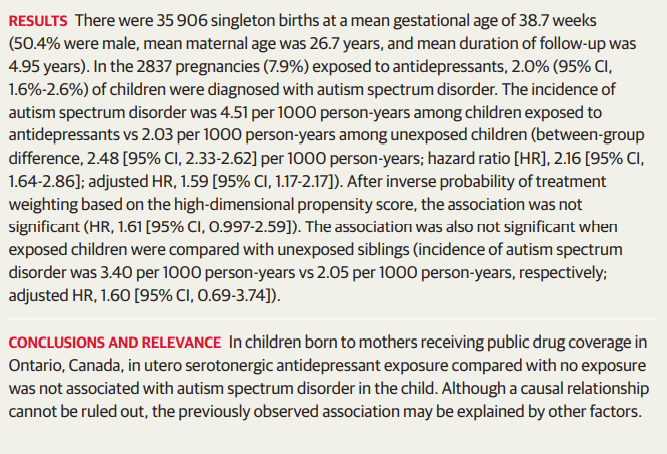 RESULTS There were 35 906 singleton births at a mean gestational age of 38.7 weeks
(50.4% were male, mean maternal age was 26.7 years, and mean duration of follow-up was
4.95 years). In the 2837 pregnancies (7.9%) exposed to antidepressants, 2.0% (95% CI,
1.6%-2.6%) of children were diagnosed with autism spectrum disorder. The incidence of
autism spectrum disorder was 4.51 per 1000 person-years among children exposed to
antidepressants vs 2.03 per 1000 person-years among unexposed children (between-group
difference, 2.48 [95% CI, 2.33-2.62] per 1000 person-years; hazard ratio [HR], 2.16 [95% CI,
1.64-2.86]; adjusted HR, 1.59 [95% CI, 1.17-2.17]). After inverse probability of treatment
weighting based on the high-dimensional propensity score, the association was not
significant (HR, 1.61 [95% CI, 0.997-2.59]). The association was also not significant when
exposed children were compared with unexposed siblings (incidence of autism spectrum
disorder was 3.40 per 1000 person-years vs 2.05 per 1000 person-years, respectively;
adjusted HR, 1.60 [95% CI, 0.69-3.74]).
CONCLUSIONS AND RELEVANCE In children born to mothers receiving public drug coverage in
Ontario, Canada, in utero serotonergic antidepressant exposure compared with no exposure
was not associated with autism spectrum disorder in the child. Although a causal relationship
cannot be ruled out, the previously observed association may be explained by other factors.